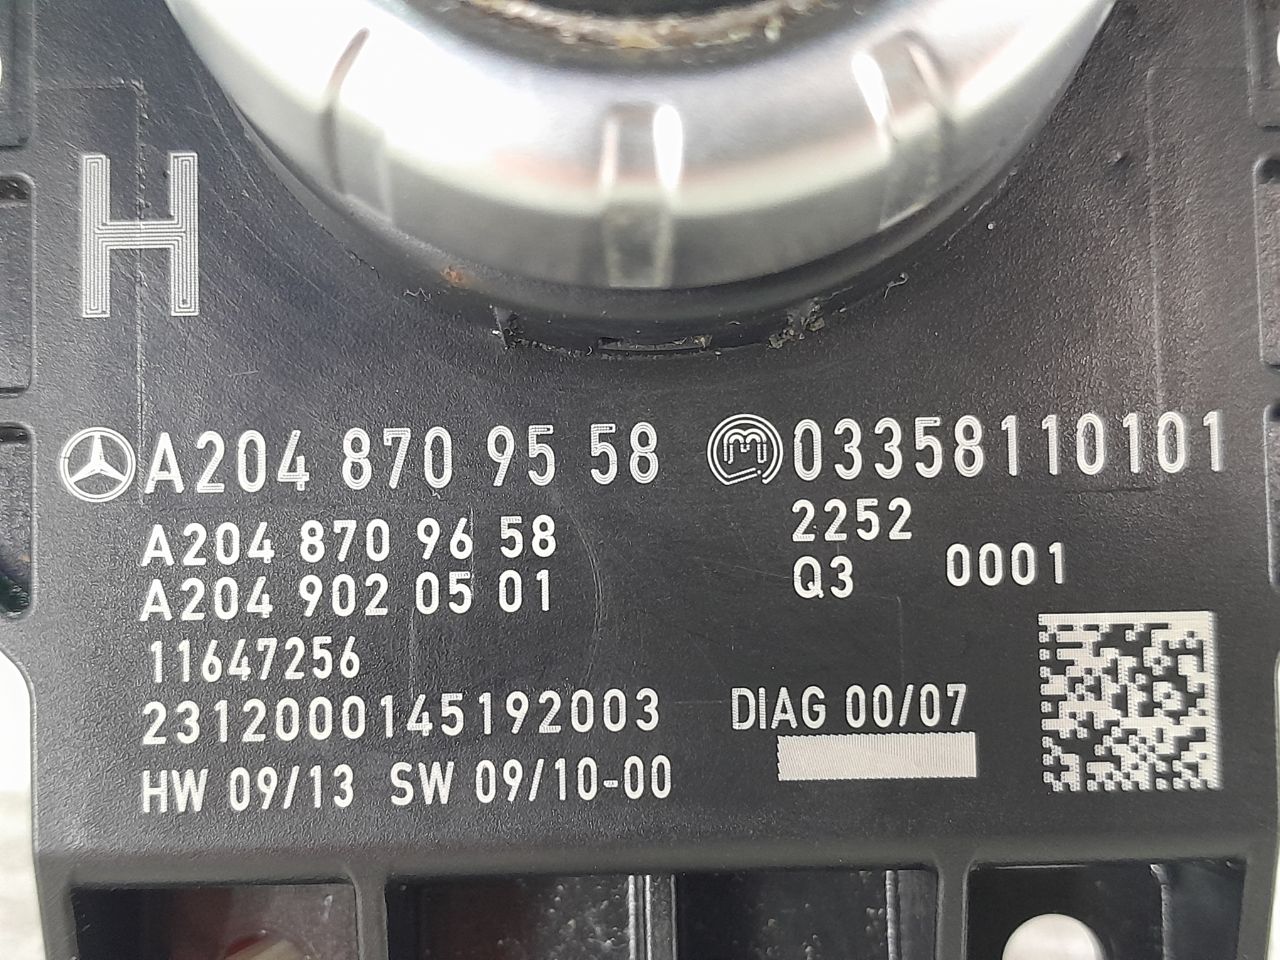 H
A204 870 95 58
03358110101
A204 870 96 58
2252
A204 902 05 01
Q3 0001
11647256
2312000145192003
DIAG 00/07
HW 09/13 SW 09/10-00